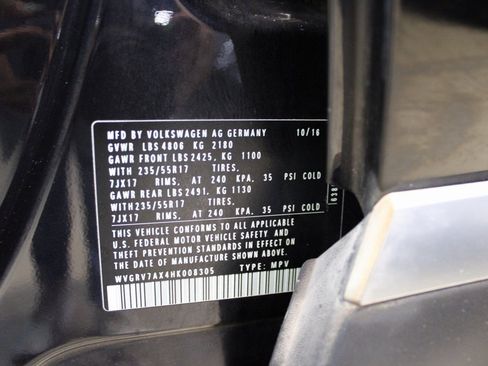 MFD BY VOLKSWAGEN AG GERMANY 10/16
GVWR LBS 4806 KG 2180
GAWR FRONT LBS 2425, KG 1100
WITH 235/55R17 TIRES,
7JX17 RIMS, AT 240 KPA. 35 PSI COLD
GAWR REAR LBS 2491, KG 1130
WITH 235/55R17 TIRES,
7JX17 RIMS, AT 240 KPA. 35 PSI COLD
THIS VEHICLE CONFORMS TO ALL APPLICABLE
U.S. FEDERAL MOTOR VEHICLE SAFETY AND
THEFT PREVENTION STANDARDS IN EFFECT ON
THE DATE OF MANUFACTURE SHOWN ABOVE.
WVGRV7AX4HK008305 TYPE: MPV